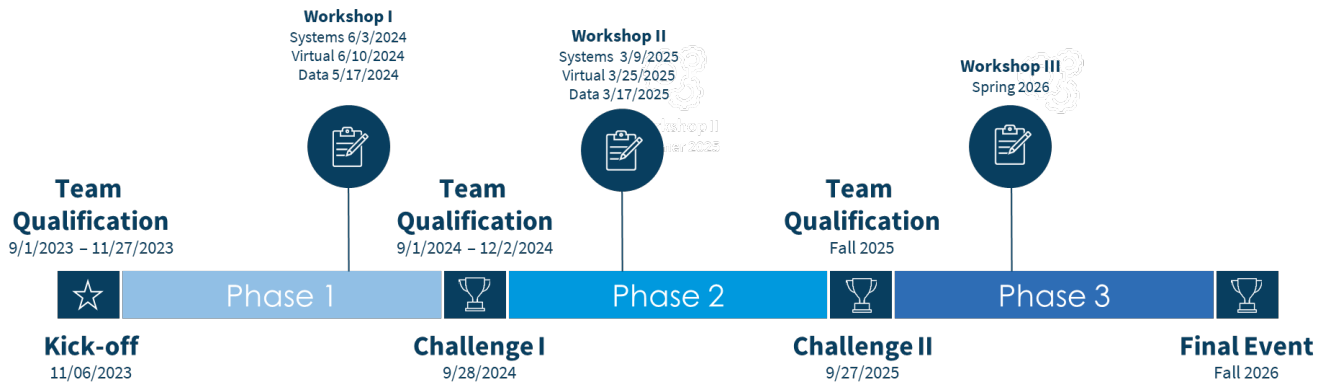 Workshop I
Systems 6/3/2024
Virtual 6/10/2024
Data 5/17/2024
Workshop II
Systems 3/9/2025
Virtual 3/25/2025
Data 3/17/2025
Workshop III
Spring 2026
Team
Qualification
9/1/2023 – 11/27/2023
Team
Qualification
9/1/2024 – 12/2/2024
Team
Qualification
Fall 2025
Phase 1
Phase 2
Phase 3
Kick-off
11/06/2023
Challenge I
9/28/2024
Challenge II
9/27/2025
Final Event
Fall 2026